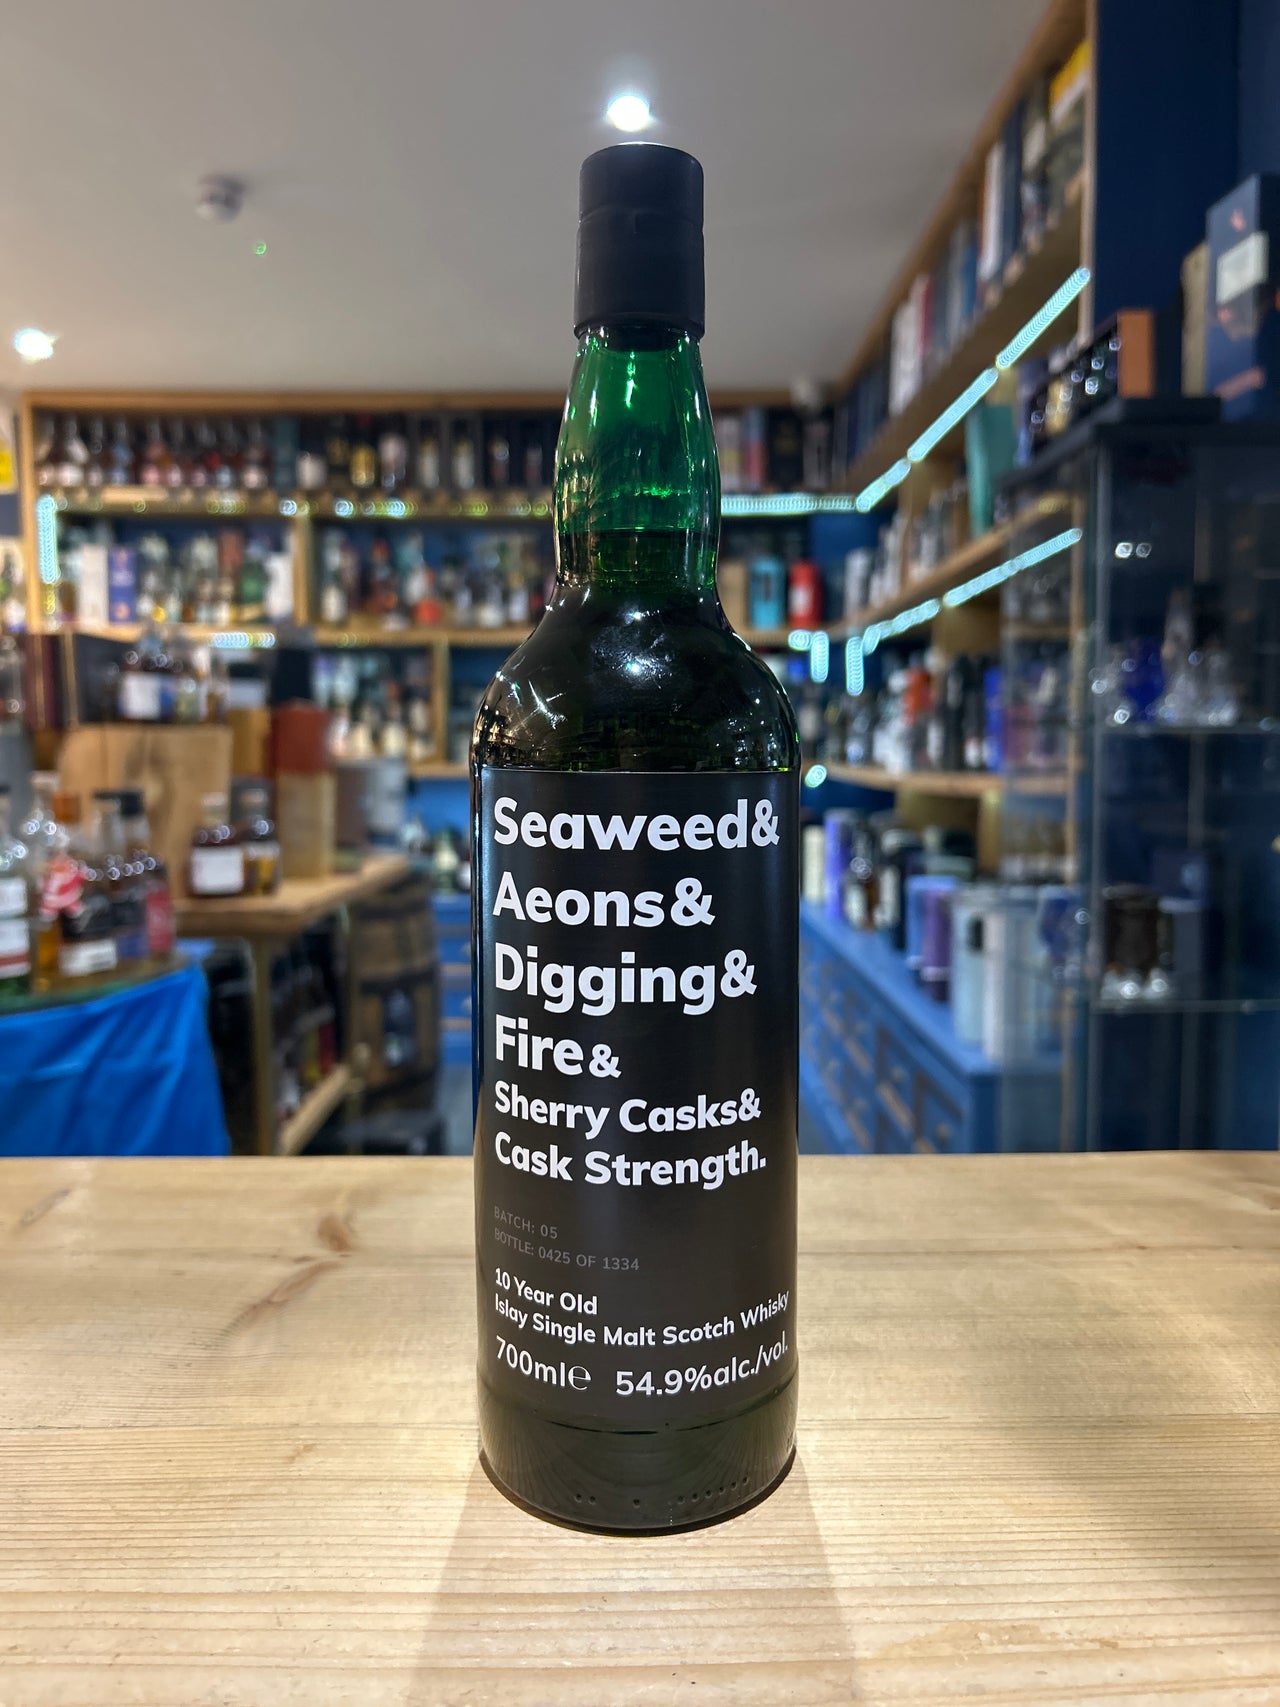 Seaweed&
Aeons&
Digging&
Fire&
Sherry Casks&
Cask Strength.
BATCH: 05
BOTTLE: 0425 OF 1334
10 Year Old
Islay Single Malt Scotch Whisky
700ml℮ 54.9%alc./vol.